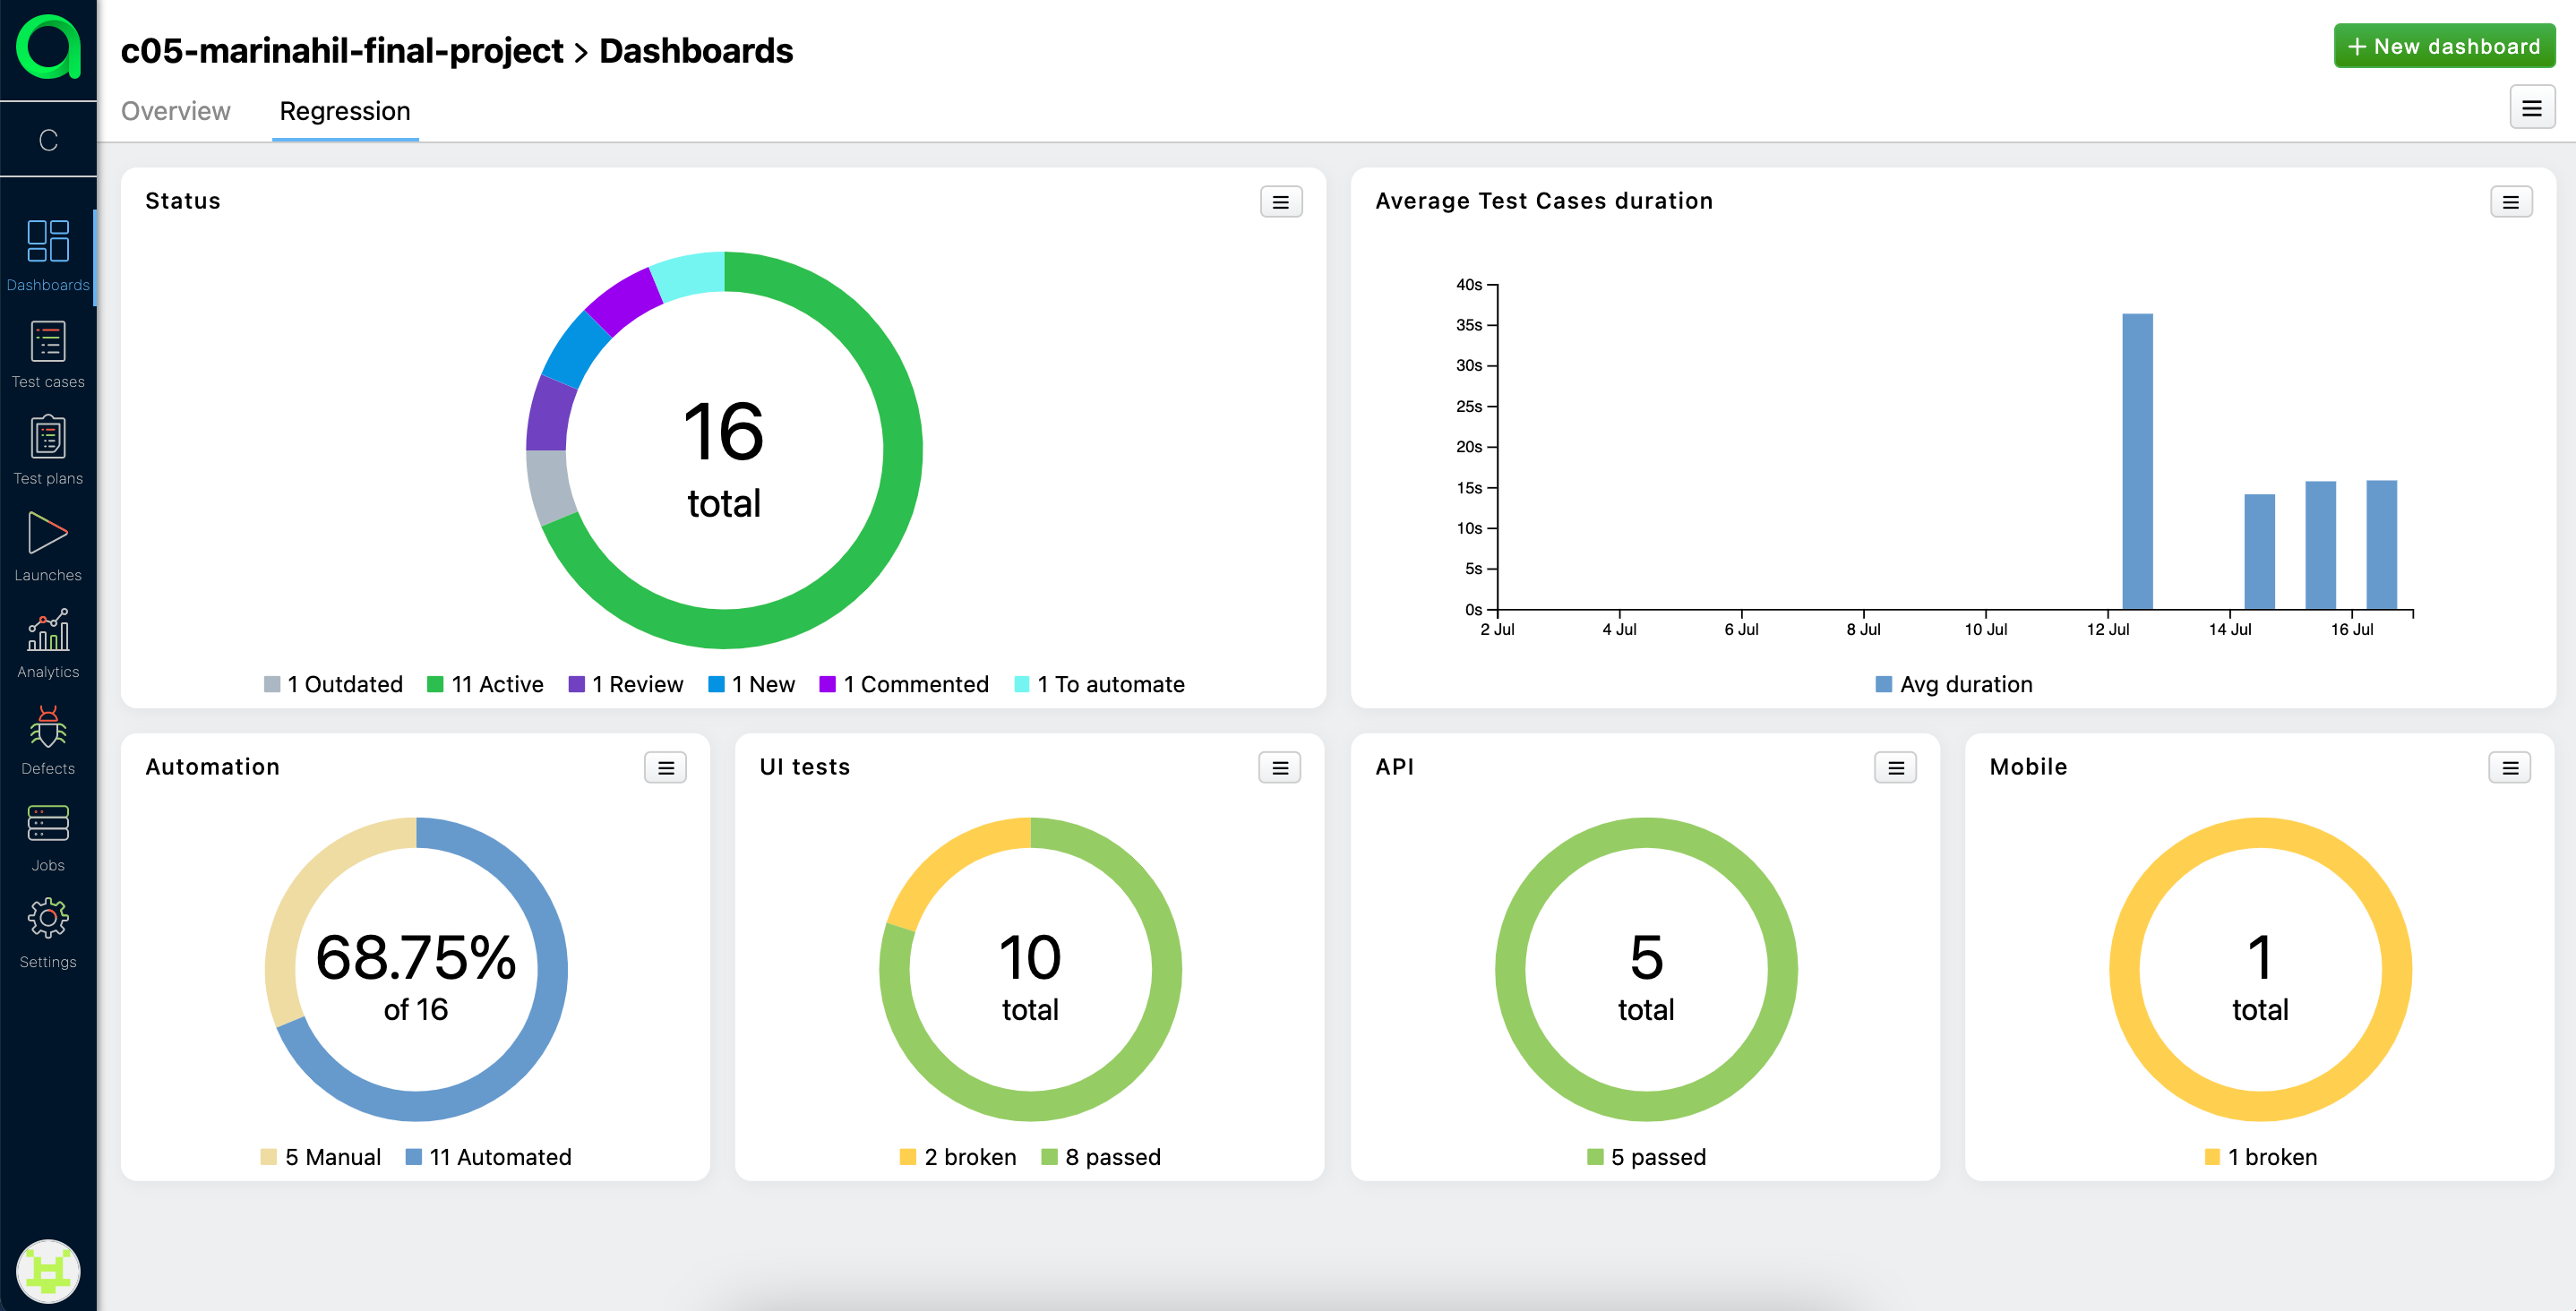 c05-marinahil-final-project > Dashboards
+ New dashboard
Overview Regression
C
Dashboards
Test cases
Test plans
Launches
Analytics
Defects
Jobs
Settings
Status
16
total
1 Outdated 11 Active 1 Review 1 New 1 Commented 1 To automate
Average Test Cases duration
40s
35s
30s
25s
20s
15s
10s
5s
0s
2 Jul 4 Jul 6 Jul 8 Jul 10 Jul 12 Jul 14 Jul 16 Jul
Avg duration
Automation
68.75%
of 16
5 Manual 11 Automated
UI tests
10
total
2 broken 8 passed
API
5
total
5 passed
Mobile
1
total
1 broken